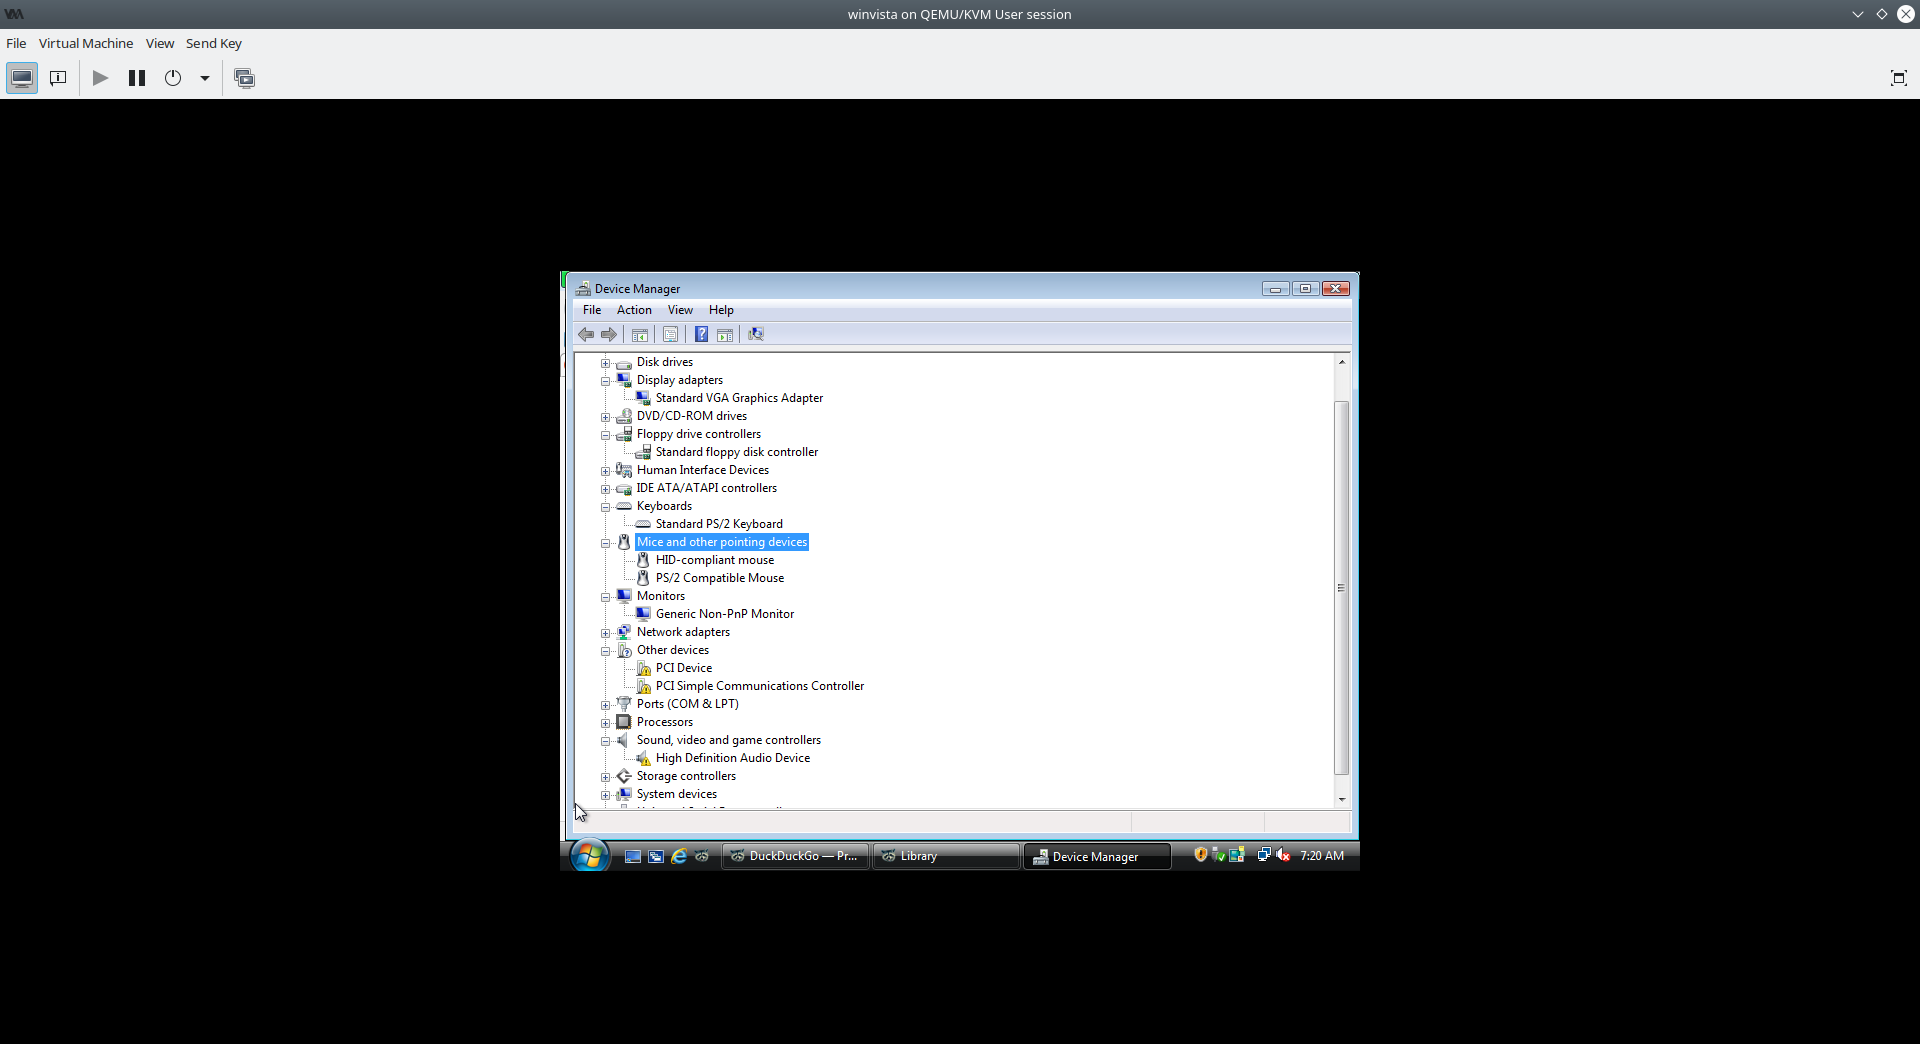 winvista on QEMU/KVM User session
File Virtual Machine View Send Key
Device Manager
File Action View Help
Disk drives
Display adapters
Standard VGA Graphics Adapter
DVD/CD-ROM drives
Floppy drive controllers
Standard floppy disk controller
Human Interface Devices
IDE ATA/ATAPI controllers
Keyboards
Standard PS/2 Keyboard
Mice and other pointing devices
HID-compliant mouse
PS/2 Compatible Mouse
Monitors
Generic Non-PnP Monitor
Network adapters
Other devices
PCI Device
PCI Simple Communications Controller
Ports (COM & LPT)
Processors
Sound, video and game controllers
High Definition Audio Device
Storage controllers
System devices
DuckDuckGo — Pr... Library Device Manager 7:20 AM